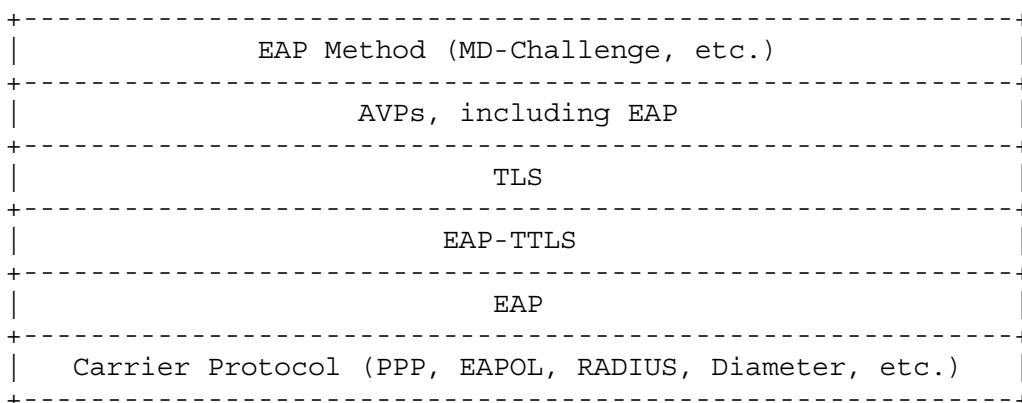 EAP Method (MD-Challenge, etc.)
AVPs, including EAP
TLS
EAP-TTLS
EAP
Carrier Protocol (PPP, EAPOL, RADIUS, Diameter, etc.)